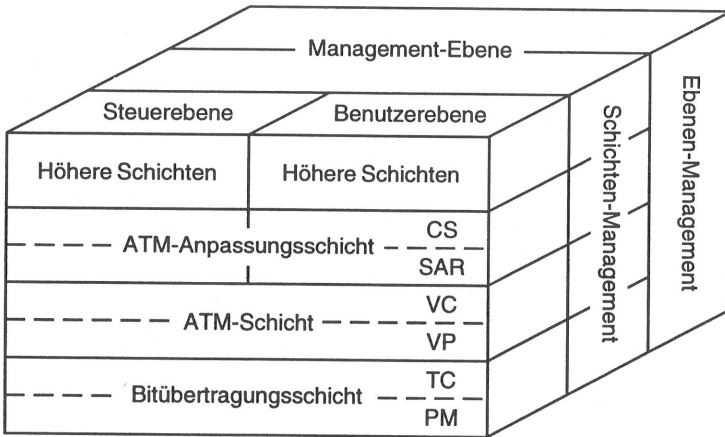 Management-Ebene
Steuerebene
Benutzerebene
Höhere Schichten
Höhere Schichten
ATM-Anpassungsschicht
CS
SAR
ATM-Schicht
VC
VP
Bitübertragungsschicht
TC
PM
Schichten-Management
Ebenen-Management